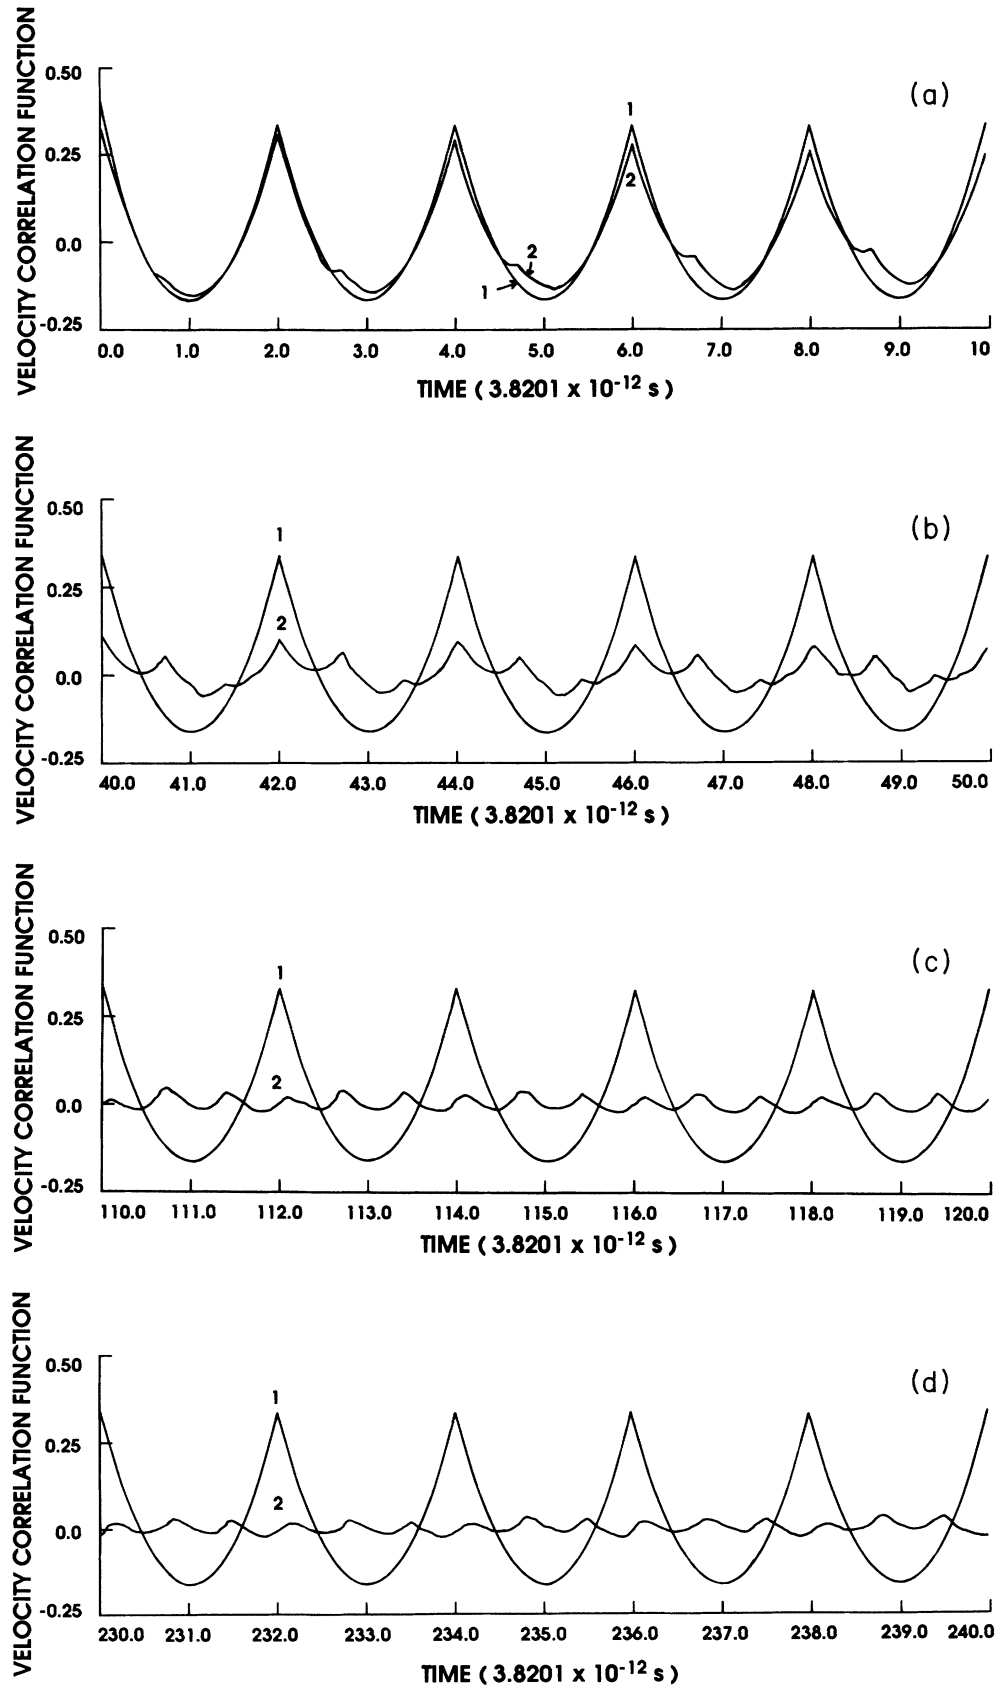 VELOCITY CORRELATION FUNCTION
0.50
0.25
0.0
-0.25
(a)
1
2
2
1
0.0 1.0 2.0 3.0 4.0 5.0 6.0 7.0 8.0 9.0 10
TIME ( 3.8201 x 10⁻¹² s )
VELOCITY CORRELATION FUNCTION
0.50
0.25
0.0
-0.25
(b)
1
2
40.0 41.0 42.0 43.0 44.0 45.0 46.0 47.0 48.0 49.0 50.0
TIME ( 3.8201 x 10⁻¹² s )
VELOCITY CORRELATION FUNCTION
0.50
0.25
0.0
-0.25
(c)
1
2
110.0 111.0 112.0 113.0 114.0 115.0 116.0 117.0 118.0 119.0 120.0
TIME ( 3.8201 x 10⁻¹² s )
VELOCITY CORRELATION FUNCTION
0.50
0.25
0.0
-0.25
(d)
1
2
230.0 231.0 232.0 233.0 234.0 235.0 236.0 237.0 238.0 239.0 240.0
TIME ( 3.8201 x 10⁻¹² s )